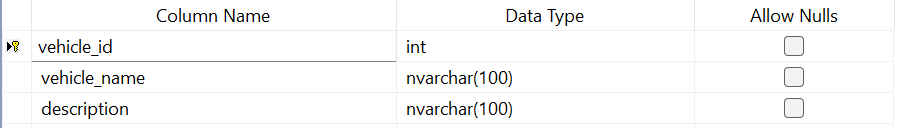 Column Name Data Type Allow Nulls
vehicle_id int
vehicle_name nvarchar(100)
description nvarchar(100)